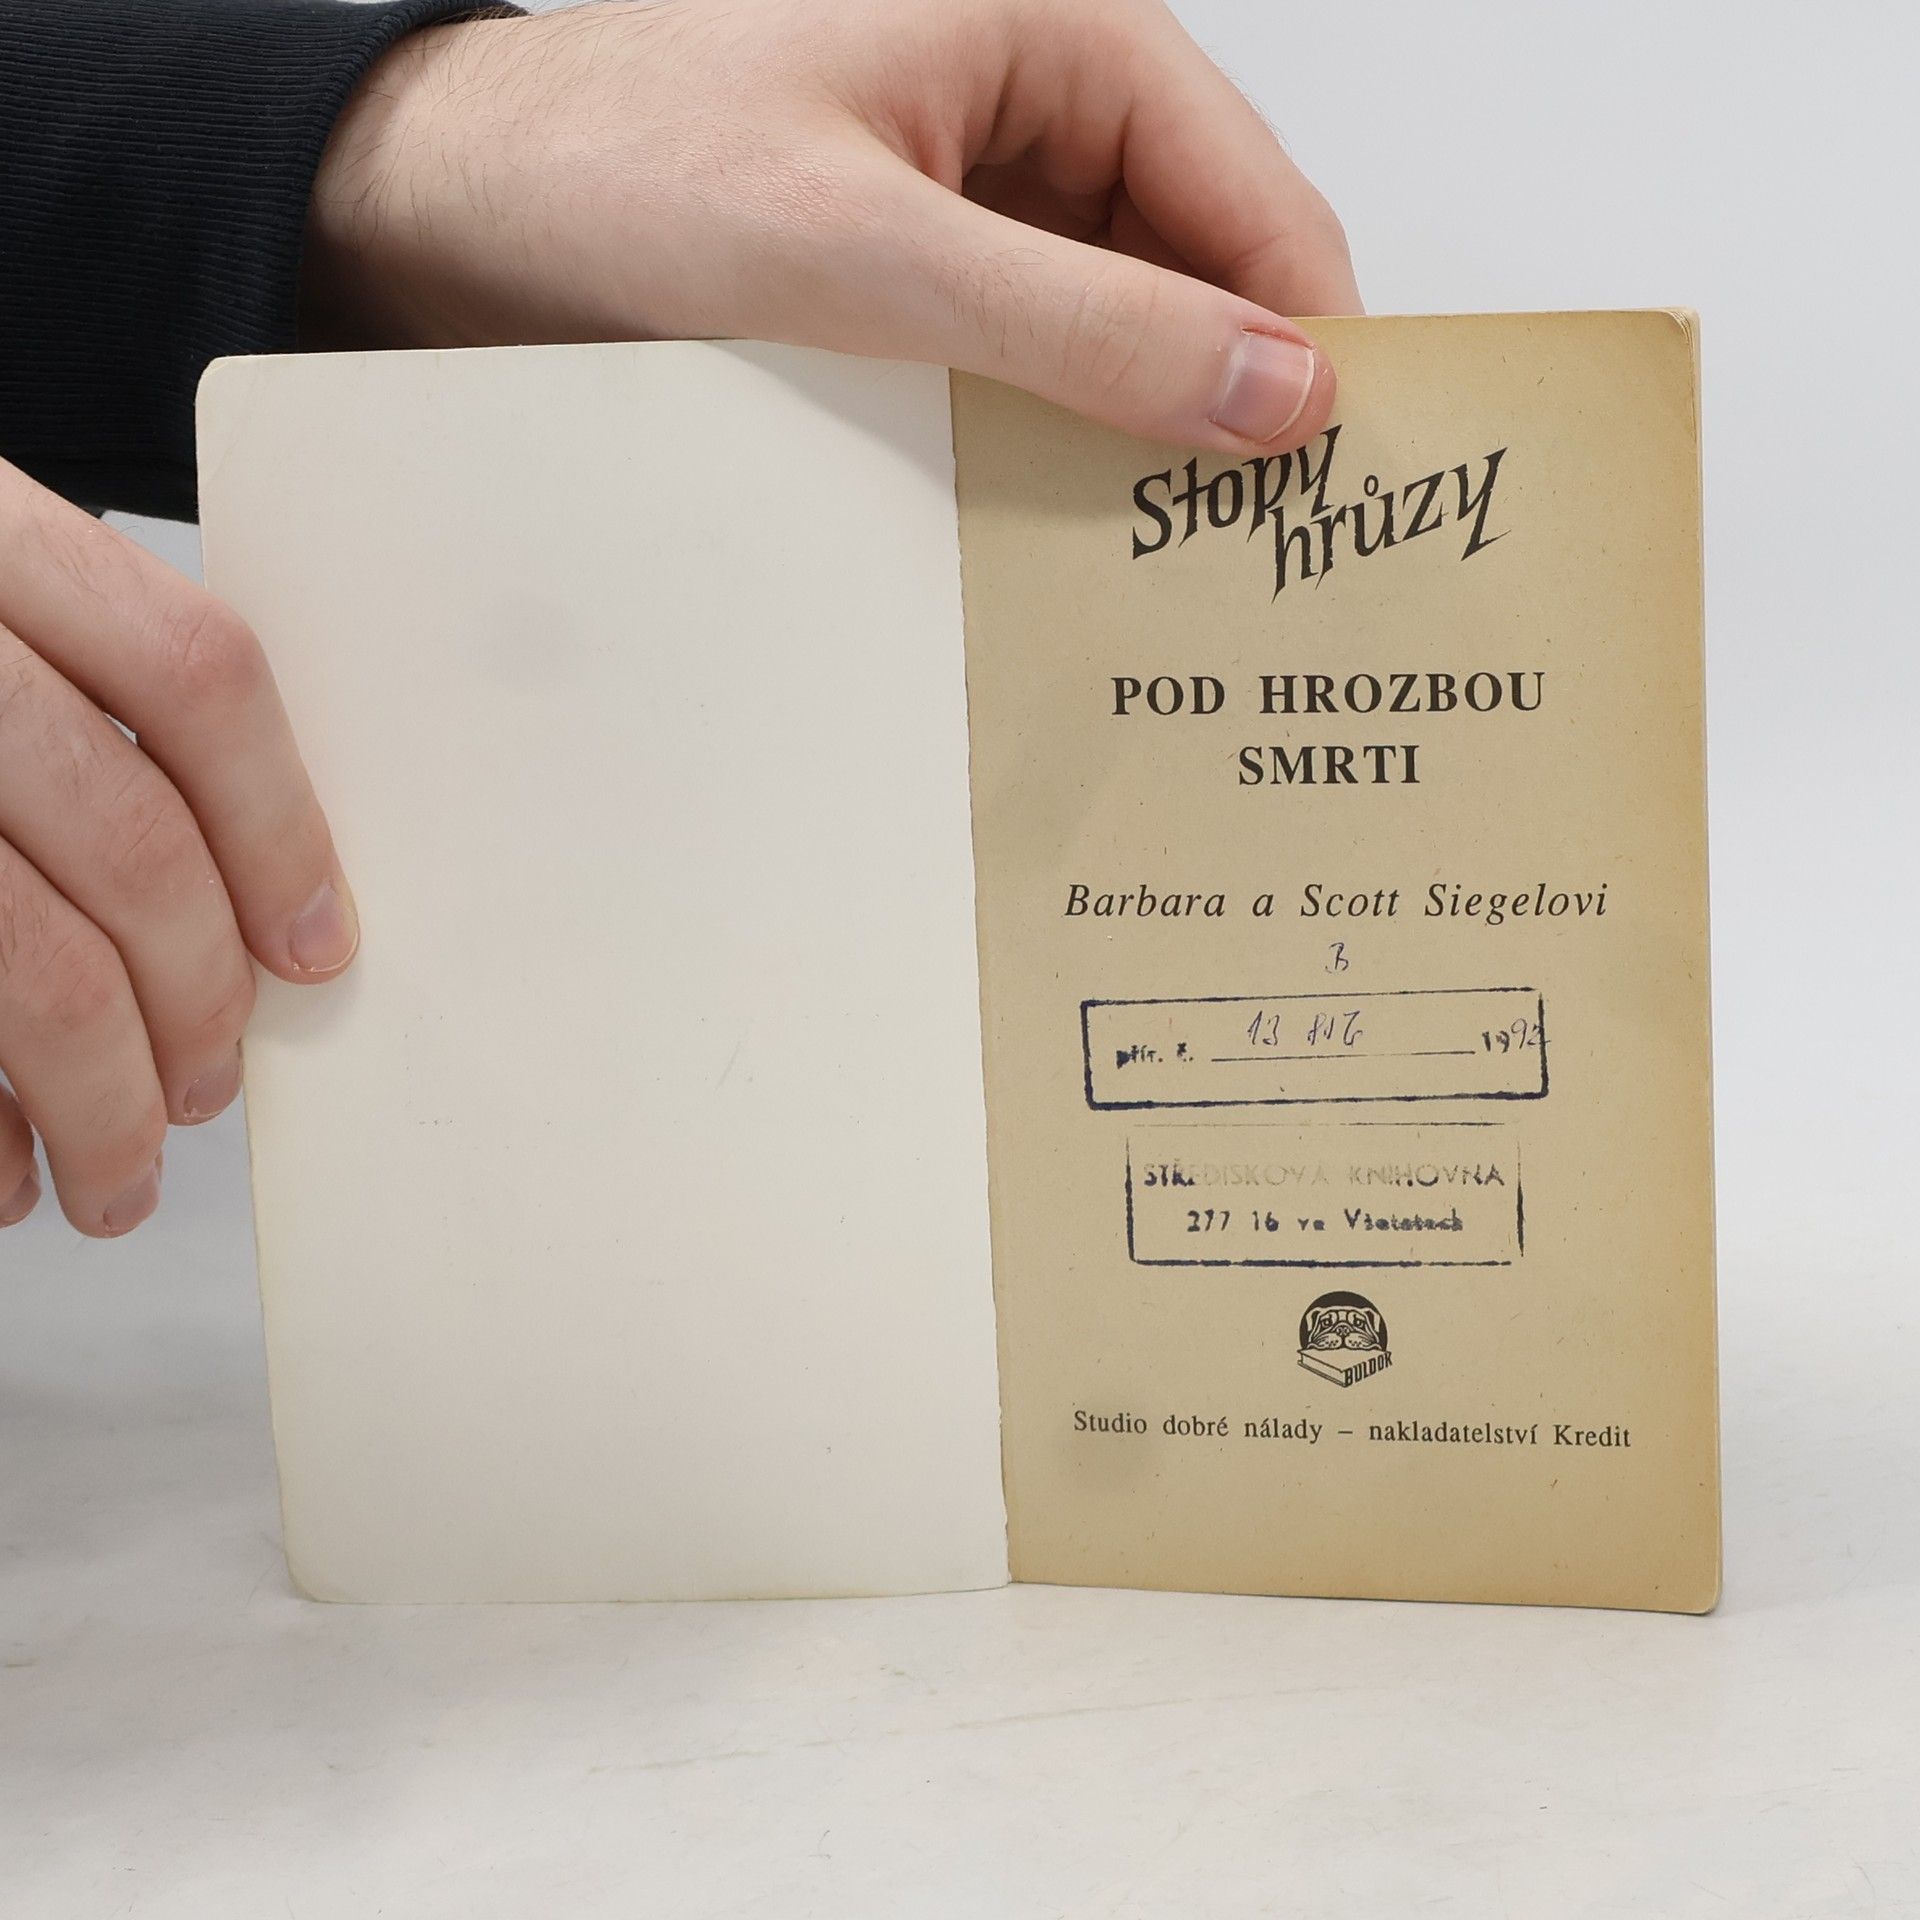 Stopy
hrůzy
POD HROZBOU
SMRTI
Barbara a Scott Siegelovi
B
přír. č. 13 1992
STŘEDISKOVÁ KNIHOVNA
277 16 ve Všetatech
BULDOK
Studio dobré nálady – nakladatelství Kredit